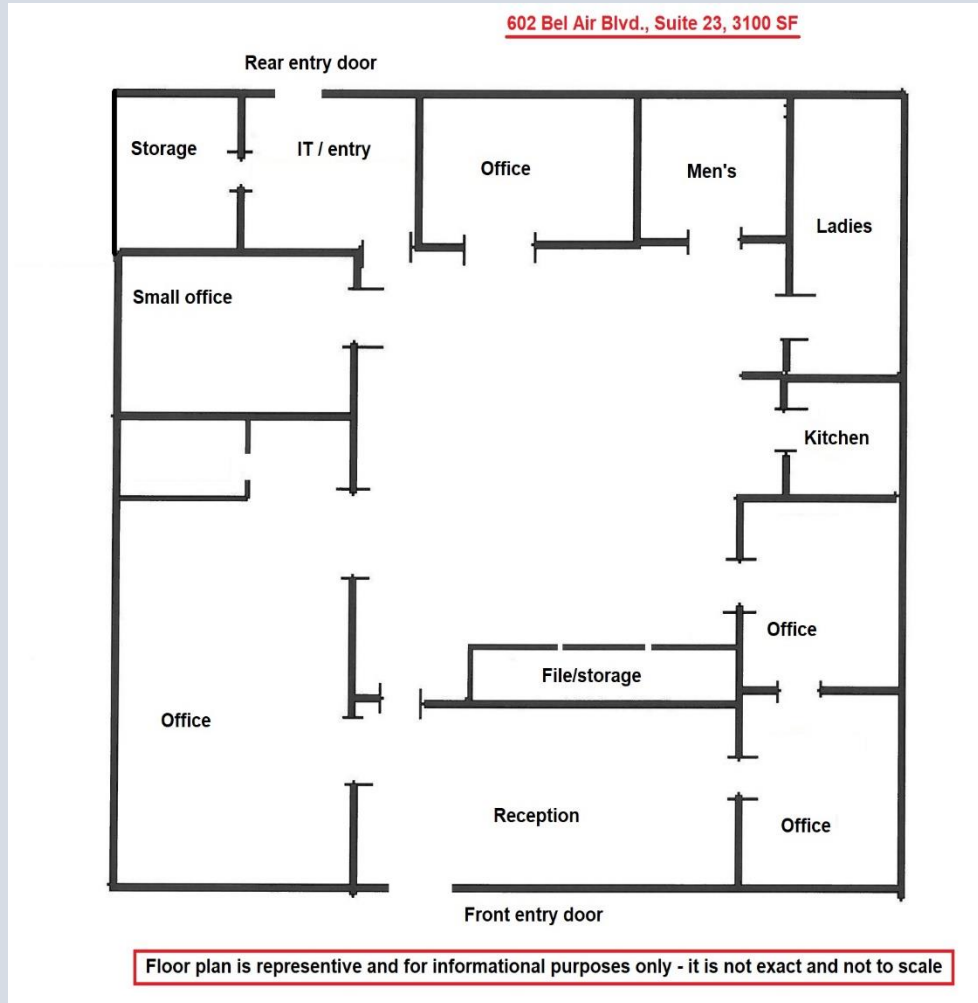 602 Bel Air Blvd., Suite 23, 3100 SF
Rear entry door
Storage
IT / entry
Office
Men's
Ladies
Small office
Kitchen
Office
File/storage
Office
Reception
Office
Front entry door
Floor plan is representive and for informational purposes only - it is not exact and not to scale